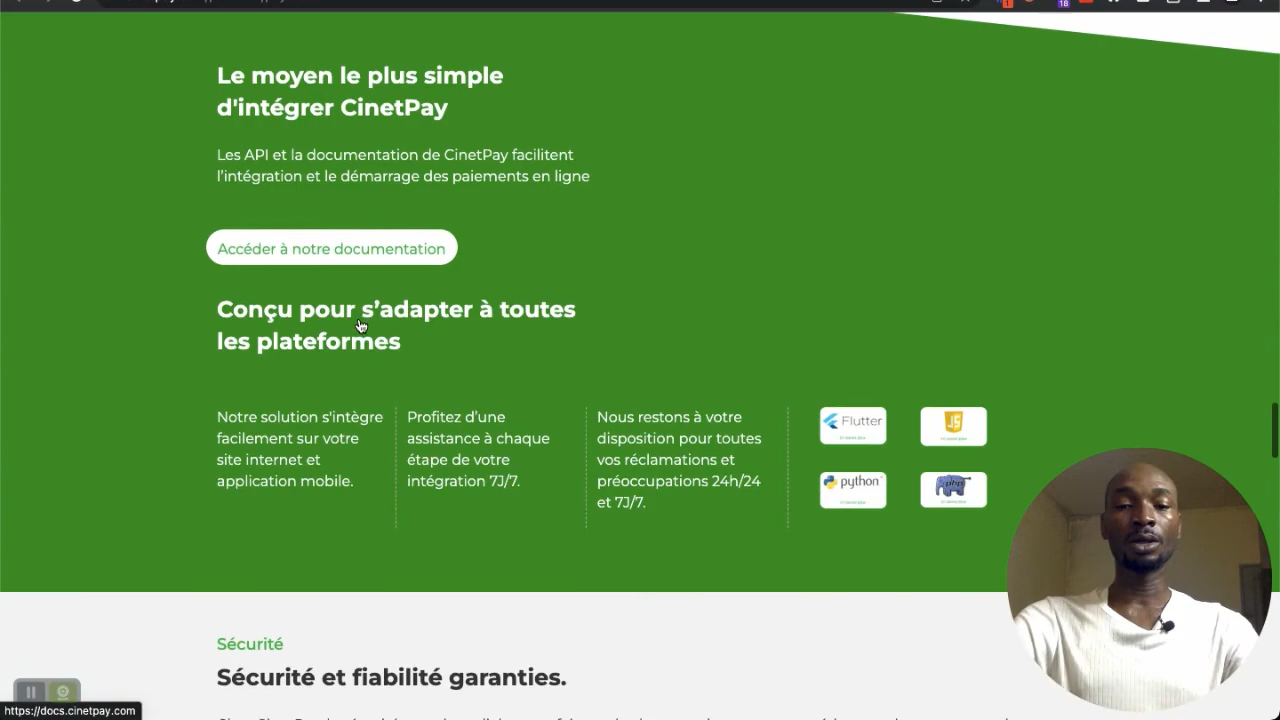 1
18
Le moyen le plus simple
d'intégrer CinetPay
Les API et la documentation de CinetPay facilitent
l’intégration et le démarrage des paiements en ligne
Accéder à notre documentation
Conçu pour s’adapter à toutes
les plateformes
Notre solution s'intègre
facilement sur votre
site internet et
application mobile.
Profitez d’une
assistance à chaque
étape de votre
intégration 7J/7.
Nous restons à votre
disposition pour toutes
vos réclamations et
préoccupations 24h/24
et 7J/7.
Flutter
JS
python
php
Sécurité
Sécurité et fiabilité garanties.
https://docs.cinetpay.com